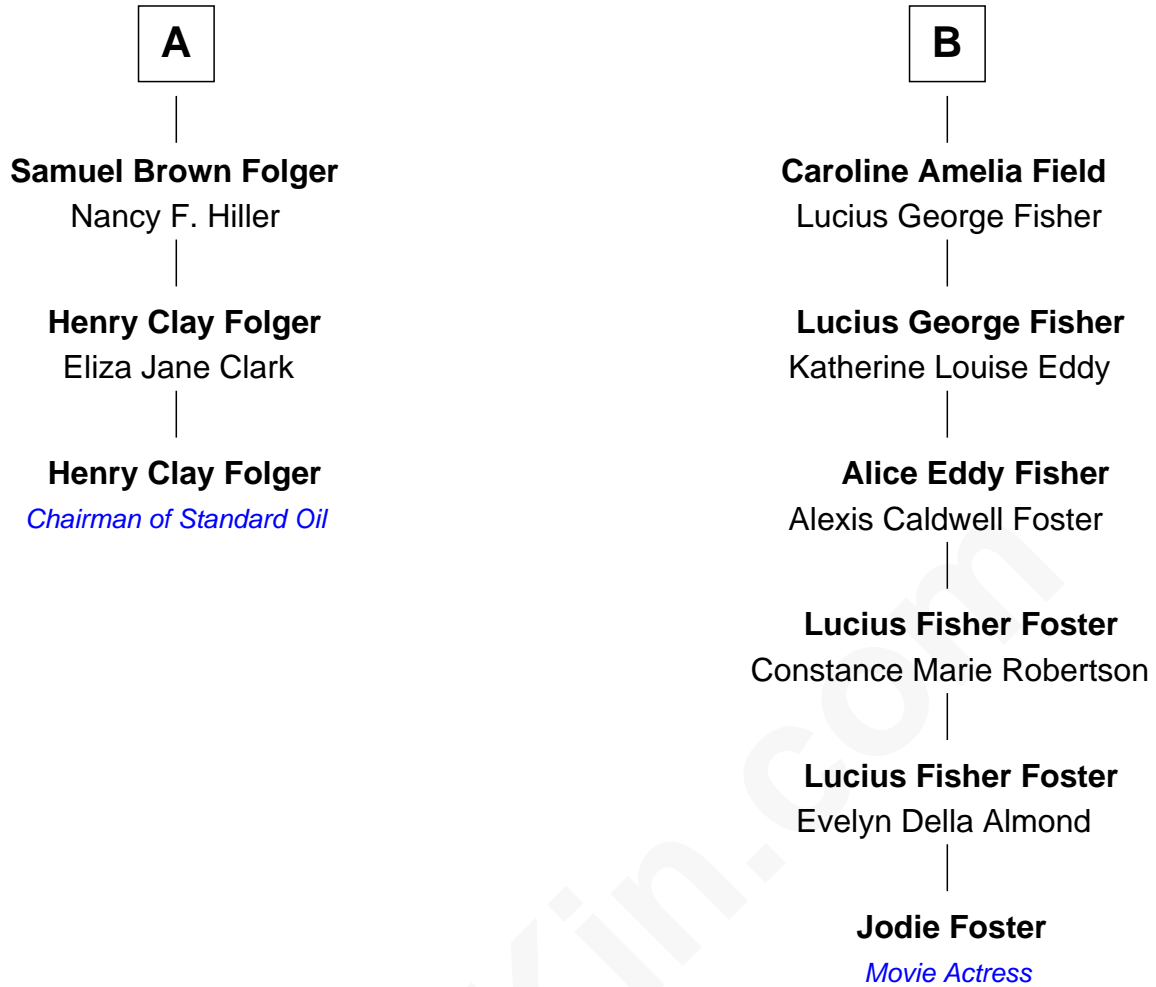 A
Samuel Brown Folger
Nancy F. Hiller
Henry Clay Folger
Eliza Jane Clark
Henry Clay Folger
Chairman of Standard Oil
B
Caroline Amelia Field
Lucius George Fisher
Lucius George Fisher
Katherine Louise Eddy
Alice Eddy Fisher
Alexis Caldwell Foster
Lucius Fisher Foster
Constance Marie Robertson
Lucius Fisher Foster
Evelyn Della Almond
Jodie Foster
Movie Actress